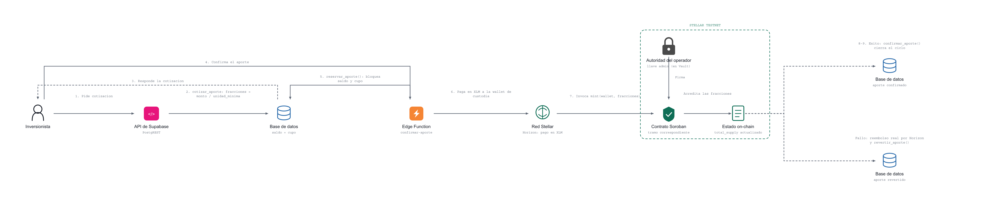 STELLAR TESTNET
8-9. Exito: confirmar_aporte()
cierra el ciclo
4. Confirma el aporte
Autoridad del operador
llave admin (en Vault)
5. reservar_aporte(): bloquea
saldo y cupo
3. Responde la cotizacion
Firma
Base de datos
aporte confirmado
1. Pide cotizacion
2. cotizar_aporte: fracciones =
monto / unidad_minima
6. Paga en XLM a la wallet de
custodia
7. Invoca mint(wallet, fracciones)
Acredita las fracciones
</>
Inversionista
API de Supabase
PostgREST
Base de datos
saldo + cupo
Edge Function
confirmar-aporte
Red Stellar
Horizon: pago en XLM
Contrato Soroban
tramo correspondiente
Estado on-chain
total_supply actualizado
Fallo: reembolso real por Horizon
y revertir_aporte()
Base de datos
aporte revertido